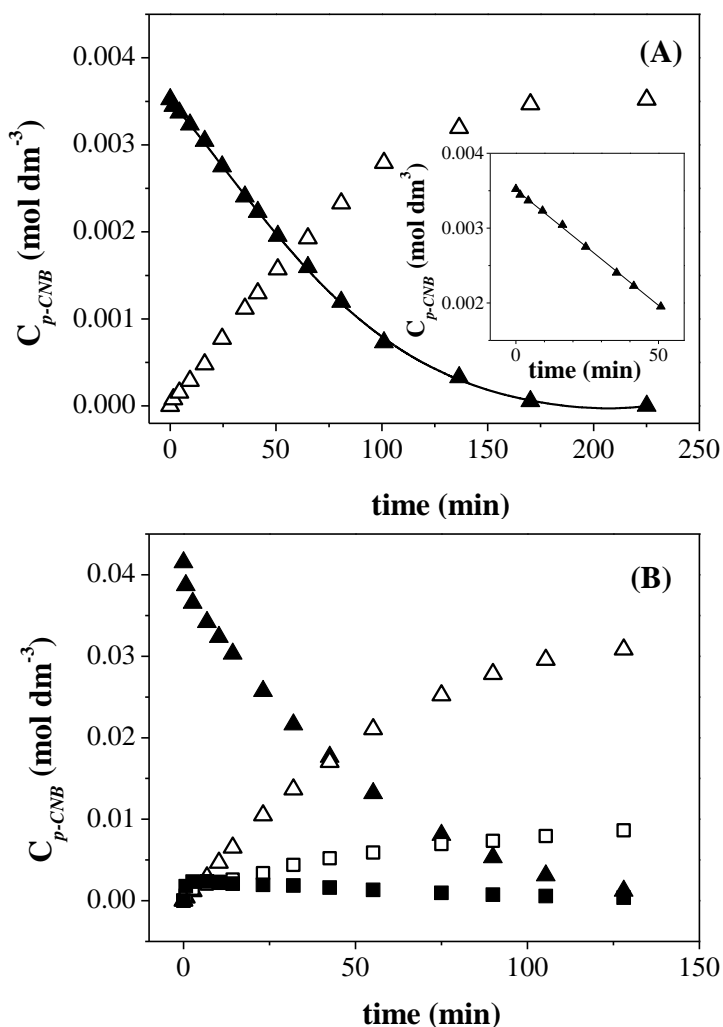 (A)
0.004
0.003
0.002
0.001
0.000
C p-CNB (mol dm-3)
0 50 100 150 200 250
time (min)
0.004
0.003
0.002
C p-CNB (mol dm3)
0 50
time (min)
(B)
0.04
0.03
0.02
0.01
0.00
C p-CNB (mol dm-3)
0 50 100 150
time (min)